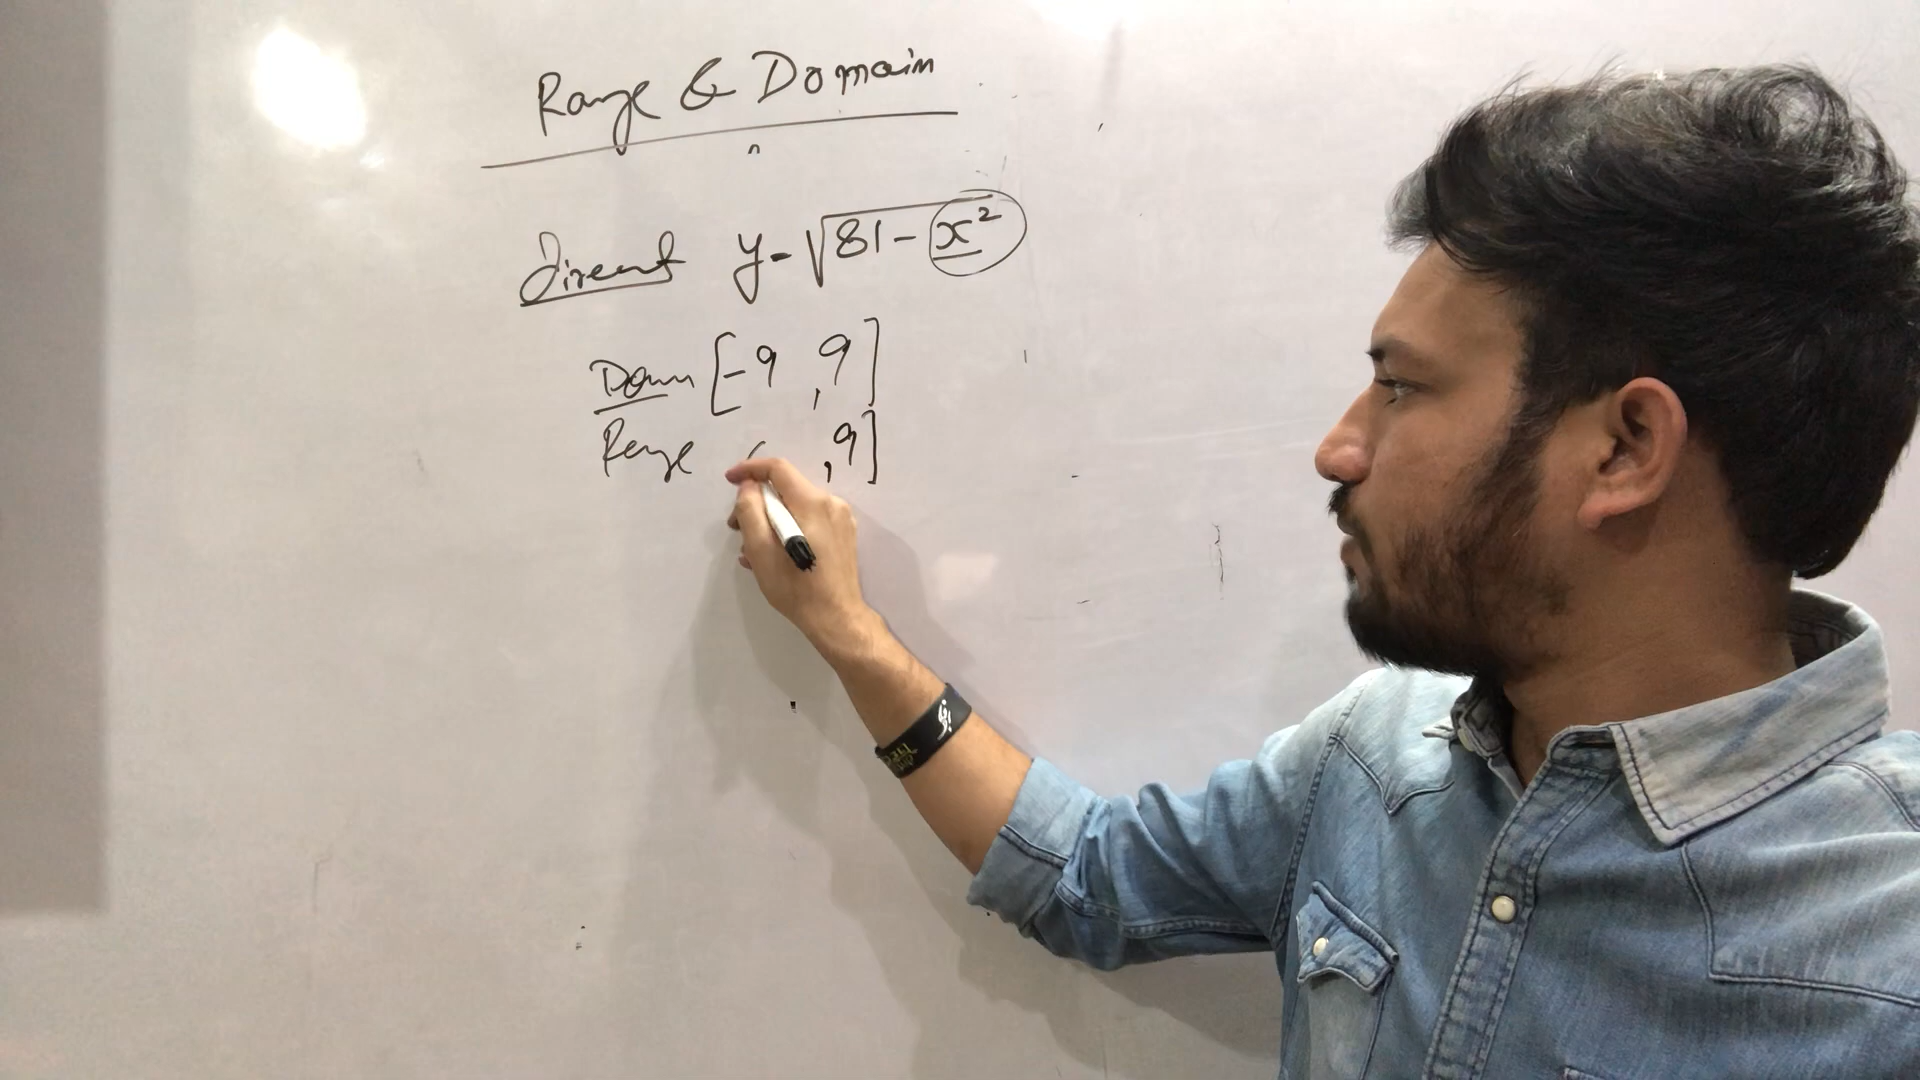 Range & Domain
direct y = √81 - x²
Dom [-9, 9]
Range , 9]